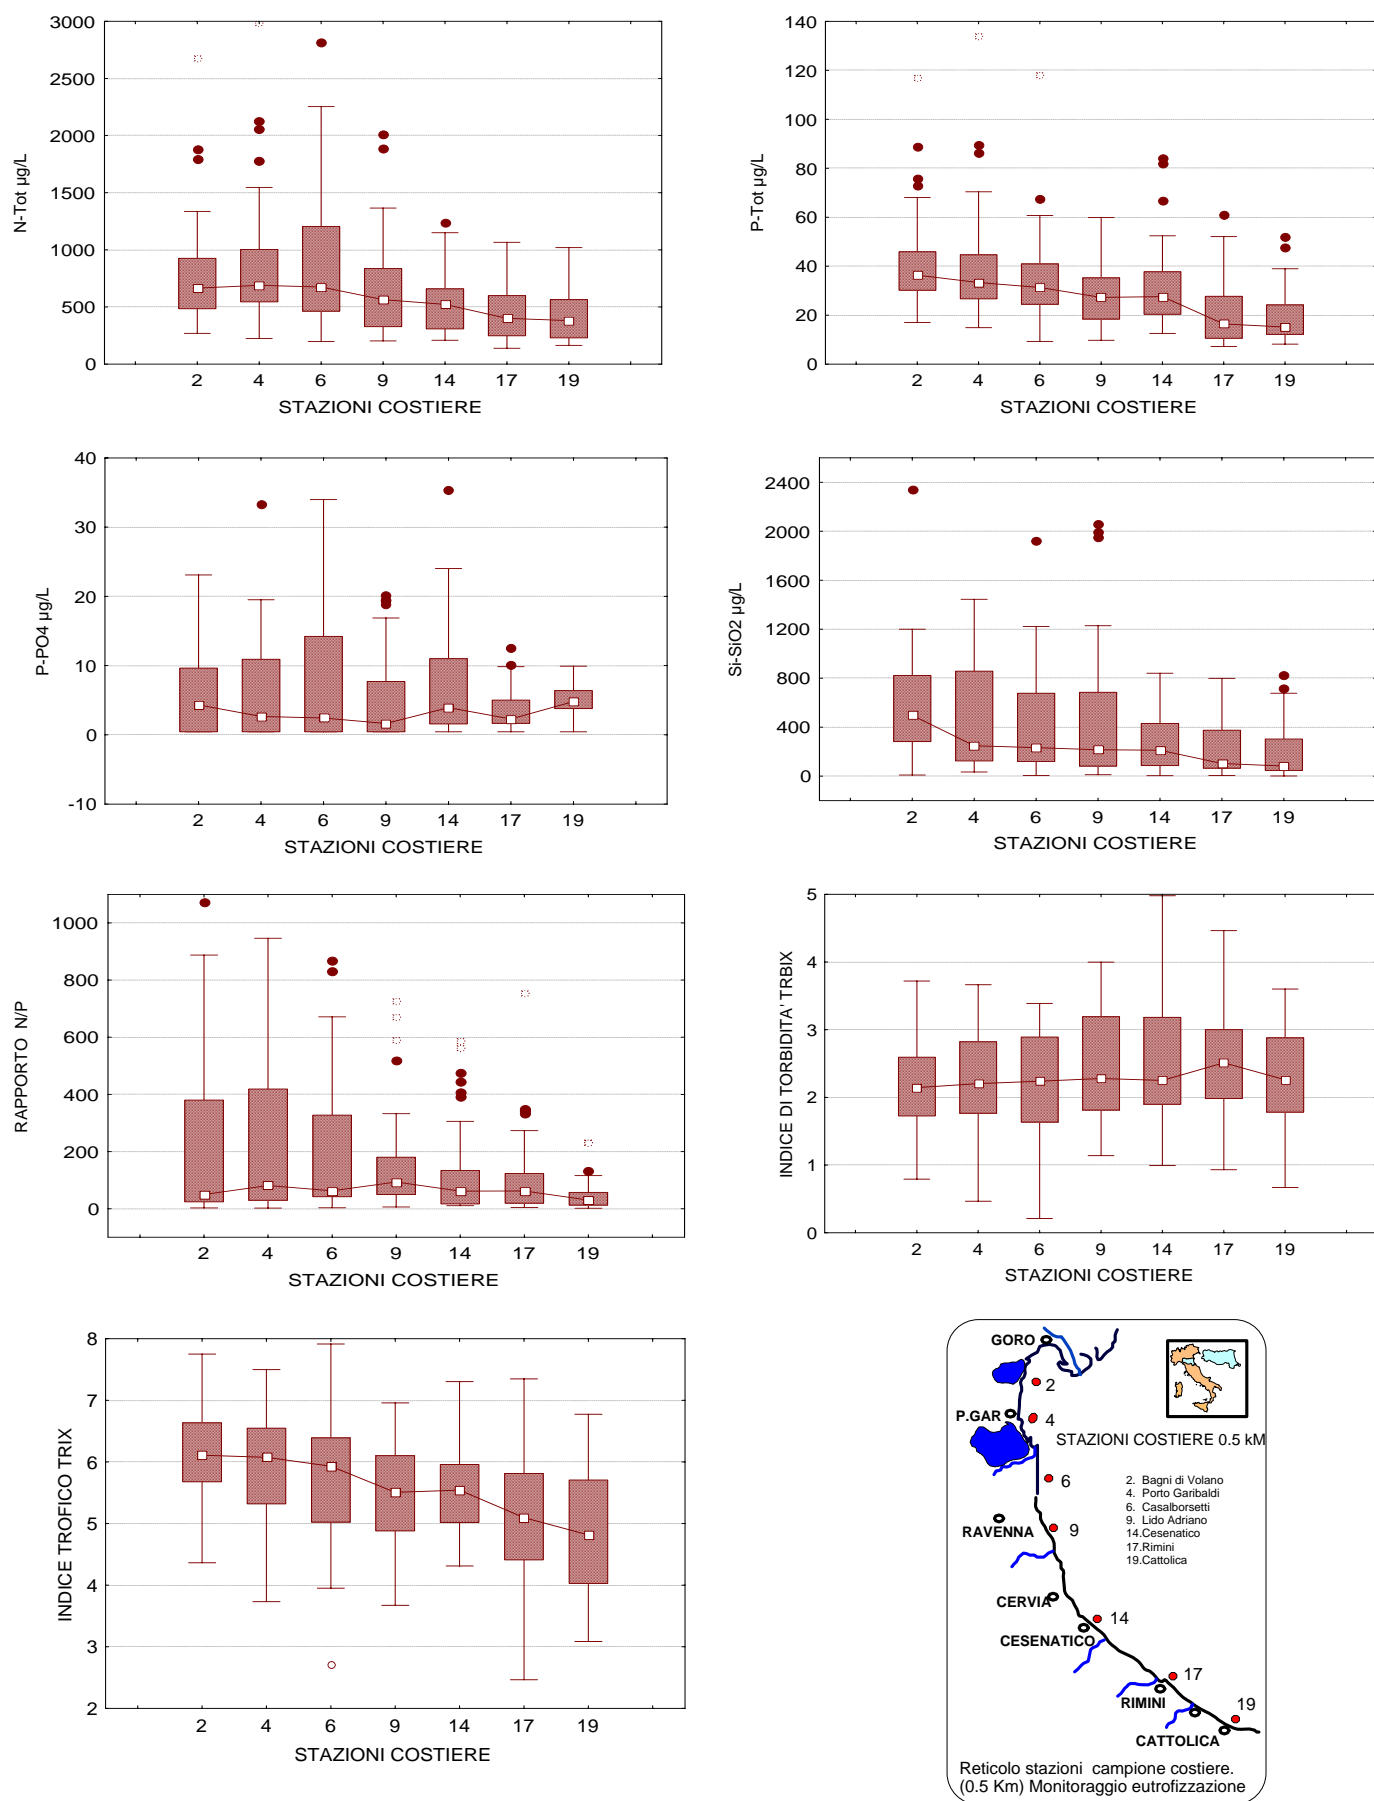 3000
2500
2000
1500
1000
500
0
N-Tot µg/L
2 4 6 9 14 17 19
STAZIONI COSTIERE
140
120
100
80
60
40
20
0
P-Tot µg/L
2 4 6 9 14 17 19
STAZIONI COSTIERE
40
30
20
10
0
-10
P-PO4 µg/L
2 4 6 9 14 17 19
STAZIONI COSTIERE
2400
2000
1600
1200
800
400
0
Si-SiO2 µg/L
2 4 6 9 14 17 19
STAZIONI COSTIERE
1000
800
600
400
200
0
RAPPORTO N/P
2 4 6 9 14 17 19
STAZIONI COSTIERE
5
4
3
2
1
0
INDICE DI TORBIDITA' TRBIX
2 4 6 9 14 17 19
STAZIONI COSTIERE
8
7
6
5
4
3
2
INDICE TROFICO TRIX
2 4 6 9 14 17 19
STAZIONI COSTIERE
GORO
2
P.GAR
4
STAZIONI COSTIERE 0.5 kM
6
2. Bagni di Volano
4. Porto Garibaldi
6. Casalborsetti
9. Lido Adriano
14.Cesenatico
17.Rimini
19.Cattolica
RAVENNA
9
CERVIA
14
CESENATICO
17
RIMINI
19
CATTOLICA
Reticolo stazioni campione costiere.
(0.5 Km) Monitoraggio eutrofizzazione